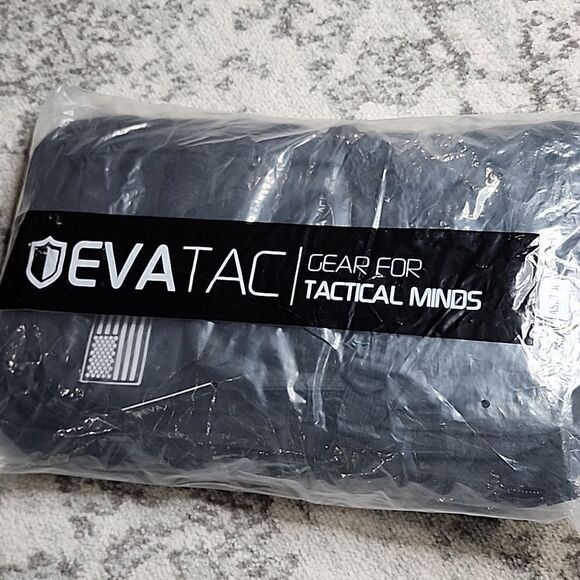 EVATAC
GEAR FOR
TACTICAL MINDS